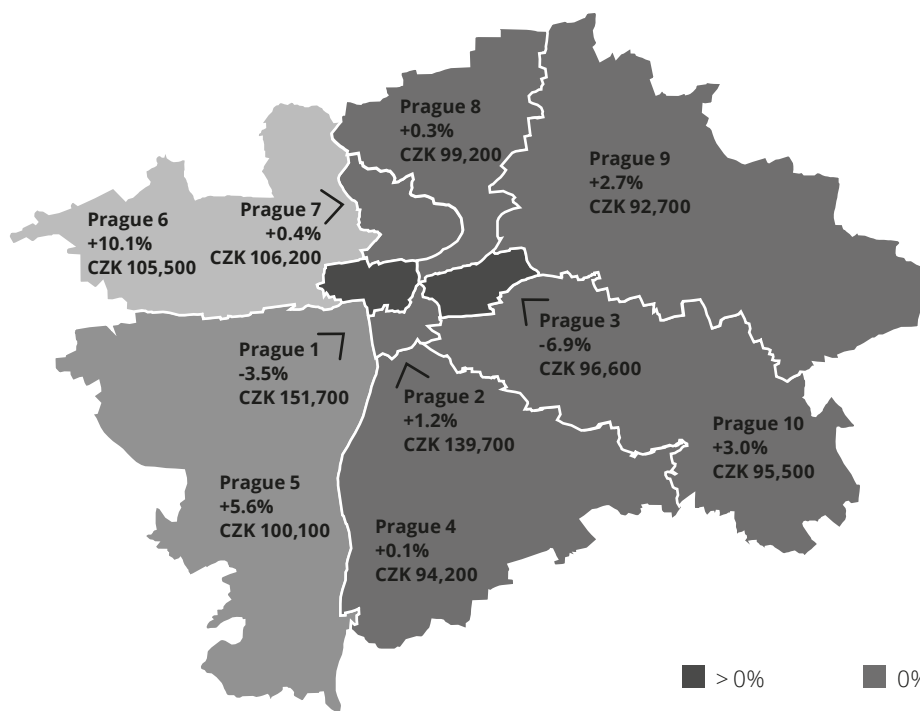 Prague 8
+0.3%
CZK 99,200
Prague 9
+2.7%
CZK 92,700
Prague 6
+10.1%
CZK 105,500
Prague 7
+0.4%
CZK 106,200
Prague 3
-6.9%
CZK 96,600
Prague 1
-3.5%
CZK 151,700
Prague 2
+1.2%
CZK 139,700
Prague 10
+3.0%
CZK 95,500
Prague 5
+5.6%
CZK 100,100
Prague 4
+0.1%
CZK 94,200
> 0%
0%